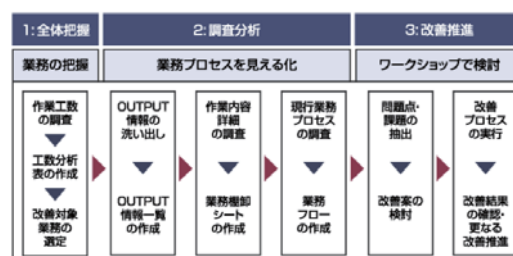 1:全体把握
2:調査分析
3:改善推進
業務の把握
業務プロセスを見える化
ワークショップで検討
作業工数
の調査
工数分析
表の作成
改善対象
業務の
選定
OUTPUT
情報の
洗い出し
OUTPUT
情報一覧
の作成
作業内容
詳細
の調査
業務棚卸
シート
の作成
現行業務
プロセス
の調査
業務
フロー
の作成
問題点・
課題の
抽出
改善案の
検討
改善
プロセス
の実行
改善結果
の確認・
更なる
改善推進